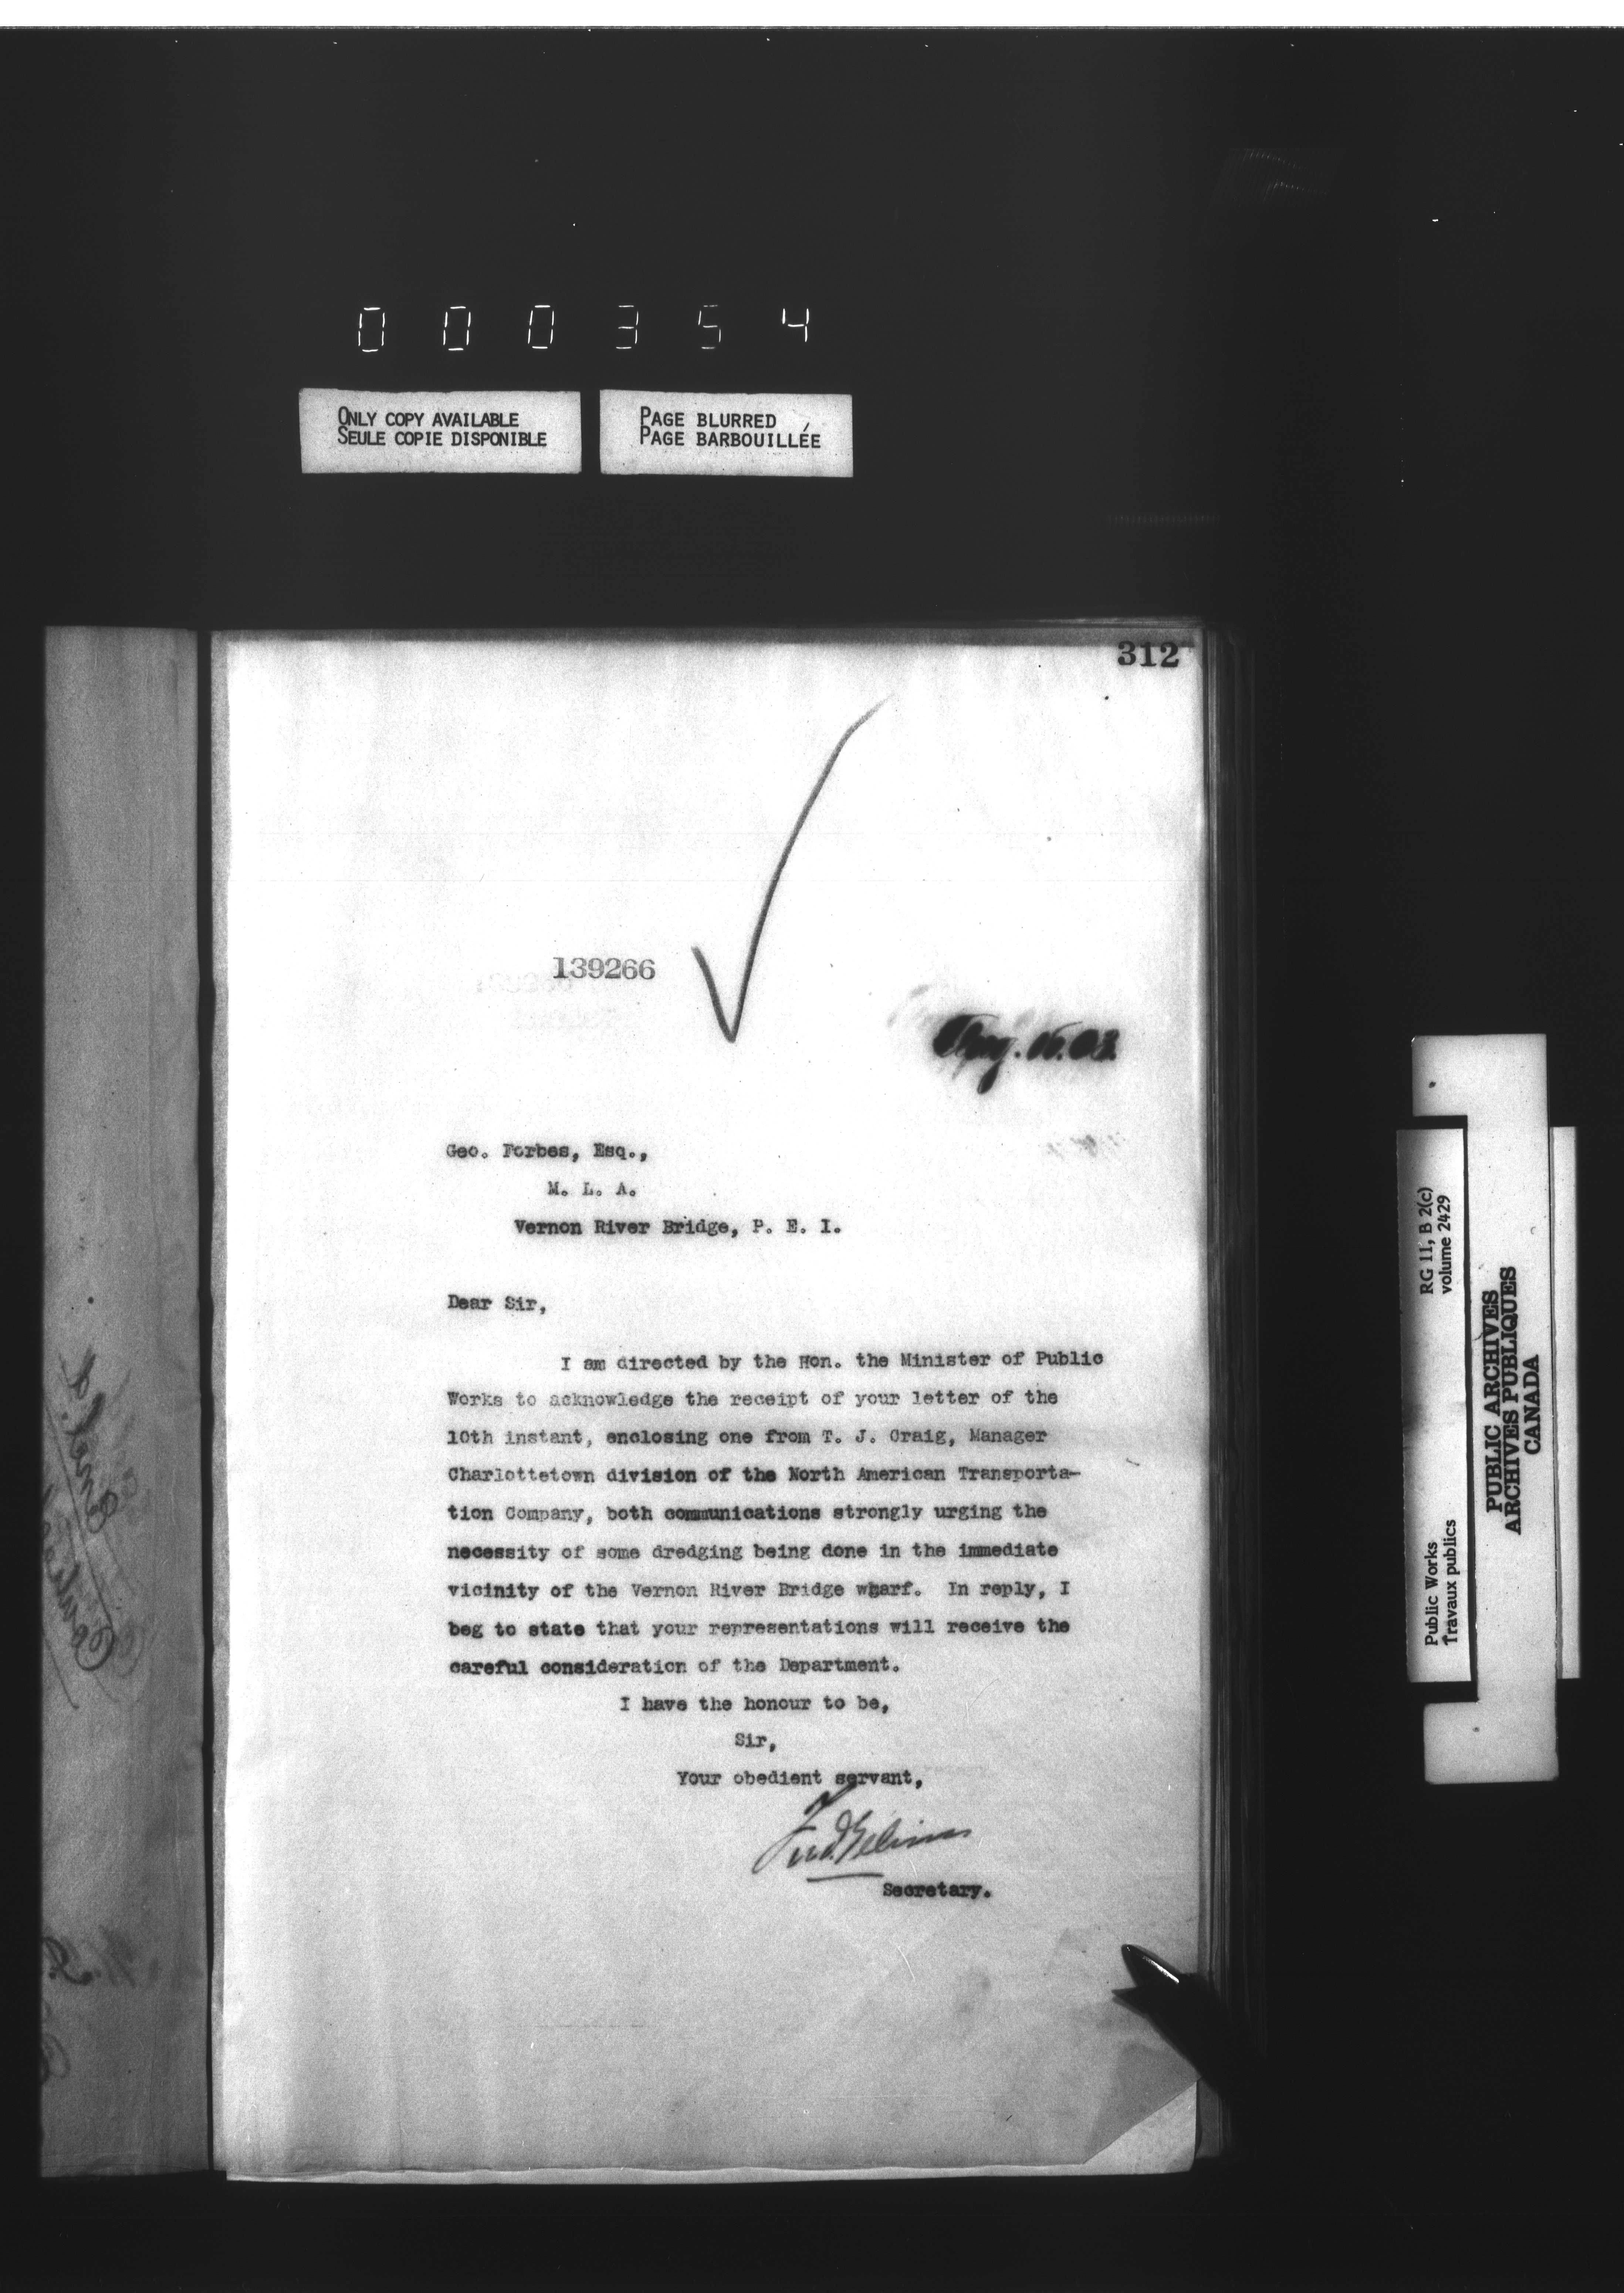 000354
ONLY COPY AVAILABLE
SEULE COPIE DISPONIBLE
PAGE BLURRED
PAGE BARBOUILLÉE
312
139266
Geo. Forbes, Esq.,
M. L. A.
Vernon River Bridge, P. E. I.
Dear Sir,
I am directed by the Hon. the Minister of Public
Works to acknowledge the receipt of your letter of the
10th instant, enclosing one from T. J. Craig, Manager
Charlottetown division of the North American Transporta-
tion Company, both communications strongly urging the
necessity of some dredging being done in the immediate
vicinity of the Vernon River Bridge wharf. In reply, I
beg to state that your representations will receive the
careful consideration of the Department.
I have the honour to be,
Sir,
Your obedient servant,
Fred Gelinas
Secretary.
Public Works
Travaux publics
RG 11, B 2(c)
volume 2429
PUBLIC ARCHIVES
ARCHIVES PUBLIQUES
CANADA